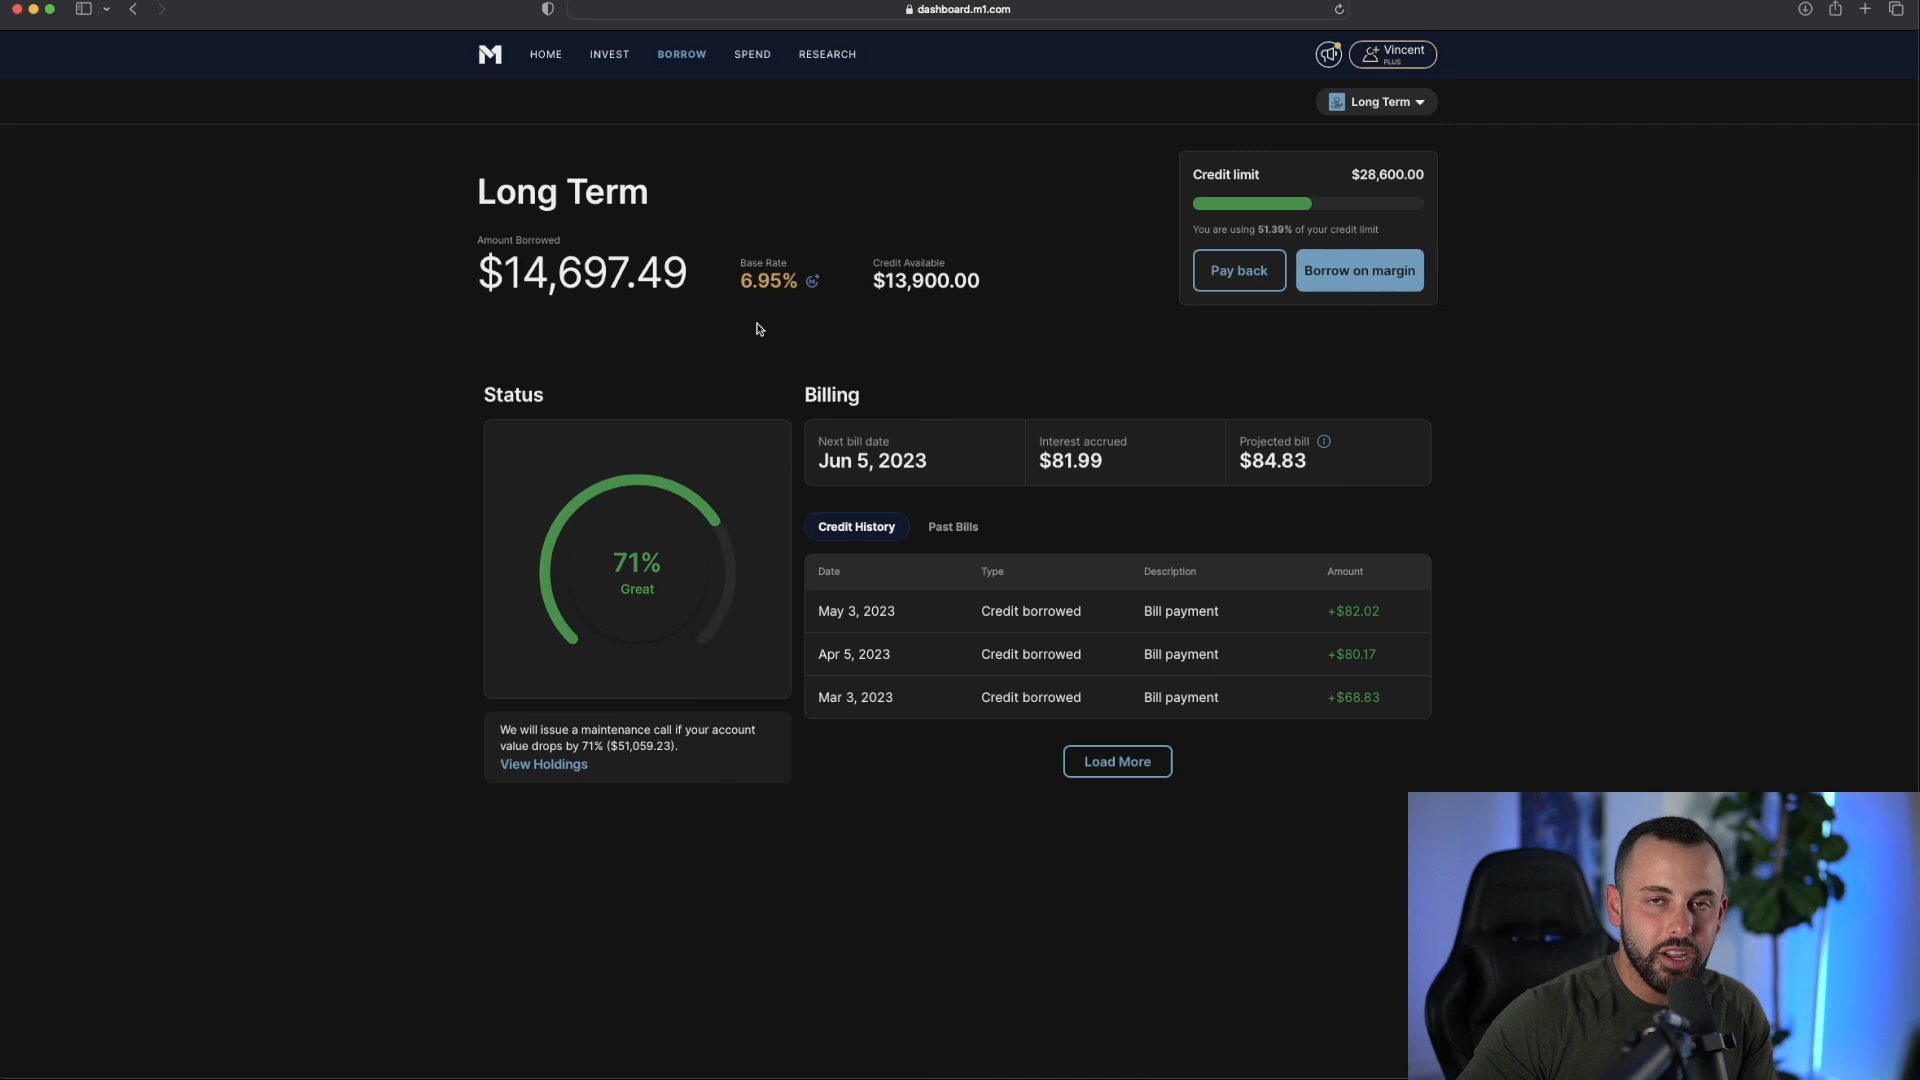 dashboard.m1.com
HOME INVEST BORROW SPEND RESEARCH
Vincent
PLUS
Long Term
Long Term
Amount Borrowed
$14,697.49
Base Rate
6.95%
Credit Available
$13,900.00
Credit limit $28,600.00
You are using 51.39% of your credit limit
Pay back Borrow on margin
Status
71%
Great
We will issue a maintenance call if your account
value drops by 71% ($51,059.23).
View Holdings
Billing
Next bill date Interest accrued Projected bill
Jun 5, 2023 $81.99 $84.83
Credit History Past Bills
Date Type Description Amount
May 3, 2023 Credit borrowed Bill payment +$82.02
Apr 5, 2023 Credit borrowed Bill payment +$80.17
Mar 3, 2023 Credit borrowed Bill payment +$68.83
Load More